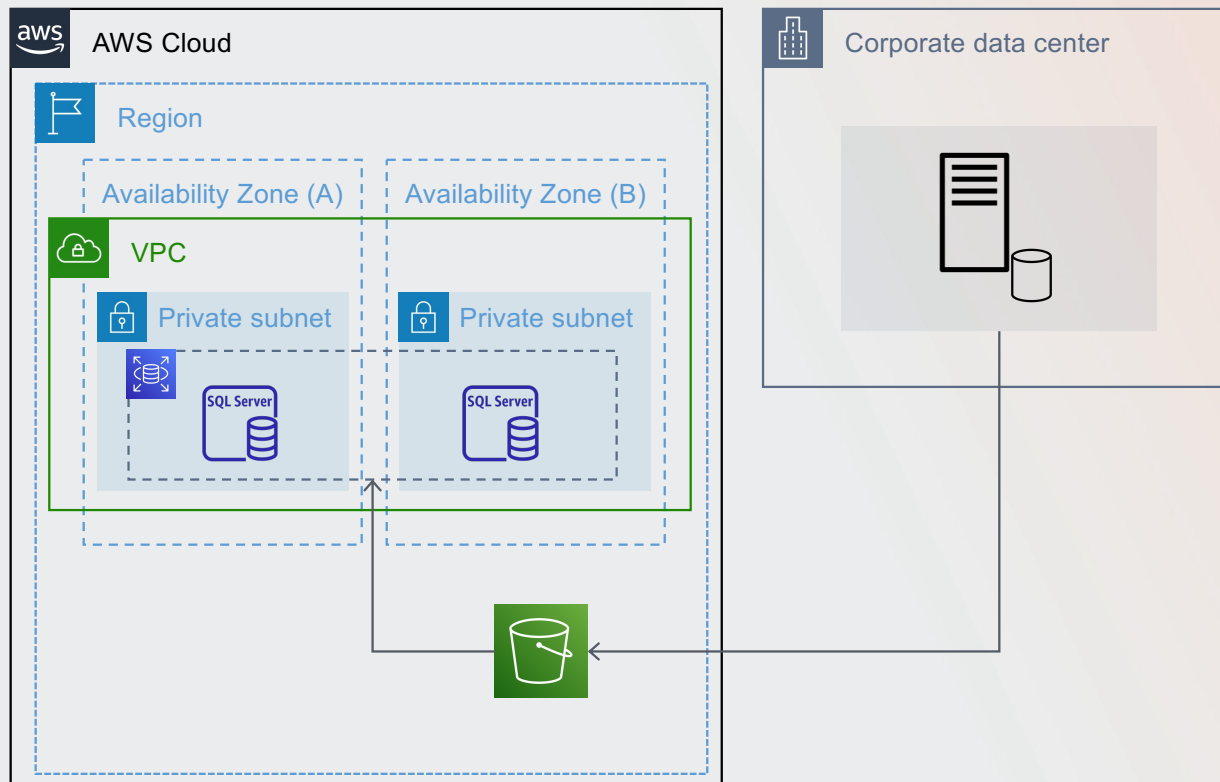 aws
AWS Cloud
Corporate data center
Region
Availability Zone (A)
Availability Zone (B)
VPC
Private subnet
Private subnet
SQL Server
SQL Server